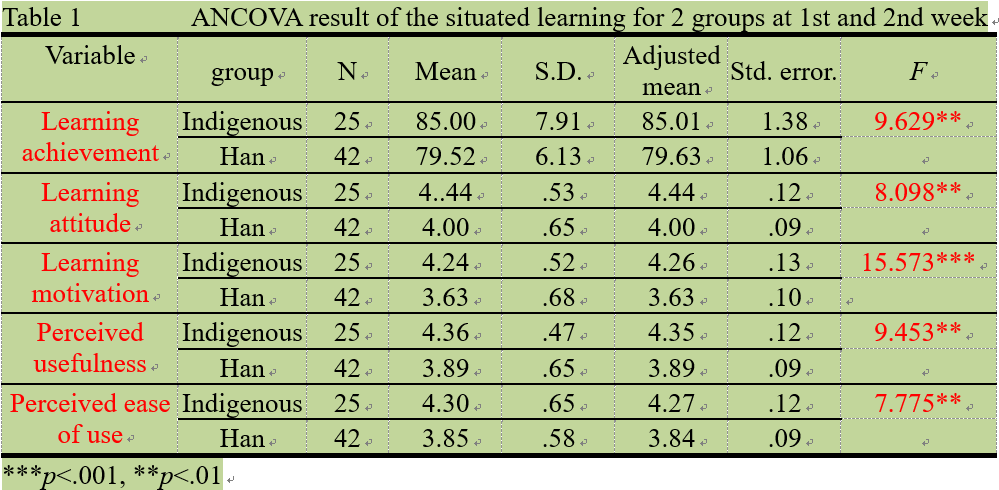 Table 1 ANCOVA result of the situated learning for 2 groups at 1st and 2nd week
Variable group N Mean S.D. Adjusted mean Std. error. F
Learning achievement Indigenous 25 85.00 7.91 85.01 1.38 9.629**
Han 42 79.52 6.13 79.63 1.06
Learning attitude Indigenous 25 4..44 .53 4.44 .12 8.098**
Han 42 4.00 .65 4.00 .09
Learning motivation Indigenous 25 4.24 .52 4.26 .13 15.573***
Han 42 3.63 .68 3.63 .10
Perceived usefulness Indigenous 25 4.36 .47 4.35 .12 9.453**
Han 42 3.89 .65 3.89 .09
Perceived ease of use Indigenous 25 4.30 .65 4.27 .12 7.775**
Han 42 3.85 .58 3.84 .09
***p<.001, **p<.01